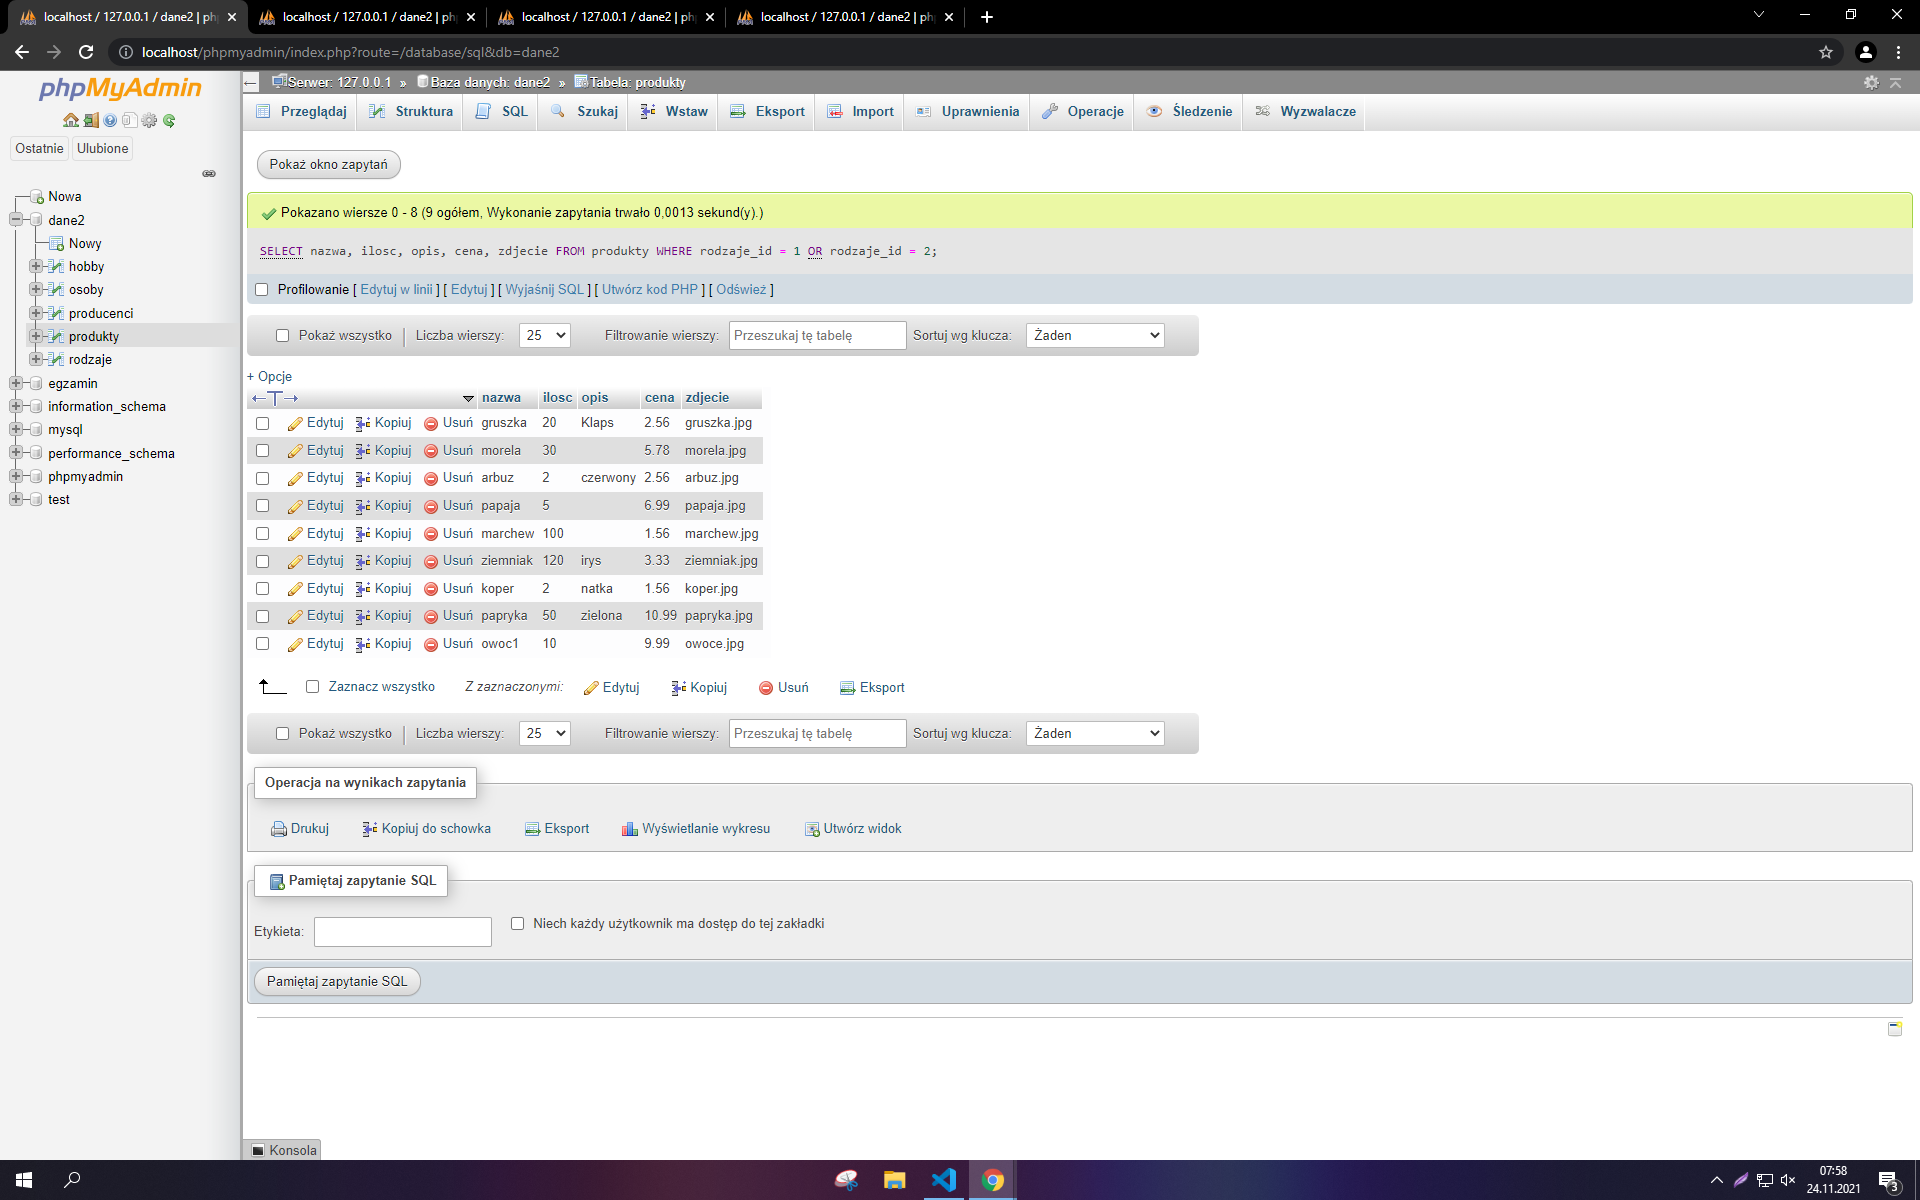 localhost / 127.0.0.1 / dane2 | ph
localhost / 127.0.0.1 / dane2 | ph
localhost / 127.0.0.1 / dane2 | ph
localhost / 127.0.0.1 / dane2 | ph
localhost/phpmyadmin/index.php?route=/database/sql&db=dane2
phpMyAdmin
Ostatnie Ulubione
Nowa
dane2
Nowy
hobby
osoby
producenci
produkty
rodzaje
egzamin
information_schema
mysql
performance_schema
phpmyadmin
test
Serwer: 127.0.0.1 » Baza danych: dane2 » Tabela: produkty
Przeglądaj Struktura SQL Szukaj Wstaw Eksport Import Uprawnienia Operacje Śledzenie Wyzwalacze
Pokaż okno zapytań
Pokazano wiersze 0 - 8 (9 ogółem, Wykonanie zapytania trwało 0,0013 sekund(y).)
SELECT nazwa, ilosc, opis, cena, zdjecie FROM produkty WHERE rodzaje_id = 1 OR rodzaje_id = 2;
Profilowanie [ Edytuj w linii ] [ Edytuj ] [ Wyjaśnij SQL ] [ Utwórz kod PHP ] [ Odśwież ]
Pokaż wszystko | Liczba wierszy: 25 Filtrowanie wierszy: Przeszukaj tę tabelę Sortuj wg klucza: Żaden
+ Opcje
←T→ nazwa ilosc opis cena zdjecie
Edytuj Kopiuj Usuń gruszka 20 Klaps 2.56 gruszka.jpg
Edytuj Kopiuj Usuń morela 30 5.78 morela.jpg
Edytuj Kopiuj Usuń arbuz 2 czerwony 2.56 arbuz.jpg
Edytuj Kopiuj Usuń papaja 5 6.99 papaja.jpg
Edytuj Kopiuj Usuń marchew 100 1.56 marchew.jpg
Edytuj Kopiuj Usuń ziemniak 120 irys 3.33 ziemniak.jpg
Edytuj Kopiuj Usuń koper 2 natka 1.56 koper.jpg
Edytuj Kopiuj Usuń papryka 50 zielona 10.99 papryka.jpg
Edytuj Kopiuj Usuń owoc1 10 9.99 owoce.jpg
Zaznacz wszystko Z zaznaczonymi: Edytuj Kopiuj Usuń Eksport
Pokaż wszystko | Liczba wierszy: 25 Filtrowanie wierszy: Przeszukaj tę tabelę Sortuj wg klucza: Żaden
Operacja na wynikach zapytania
Drukuj Kopiuj do schowka Eksport Wyświetlanie wykresu Utwórz widok
Pamiętaj zapytanie SQL
Etykieta: Niech każdy użytkownik ma dostęp do tej zakładki
Pamiętaj zapytanie SQL
Konsola
07:58
24.11.2021
3